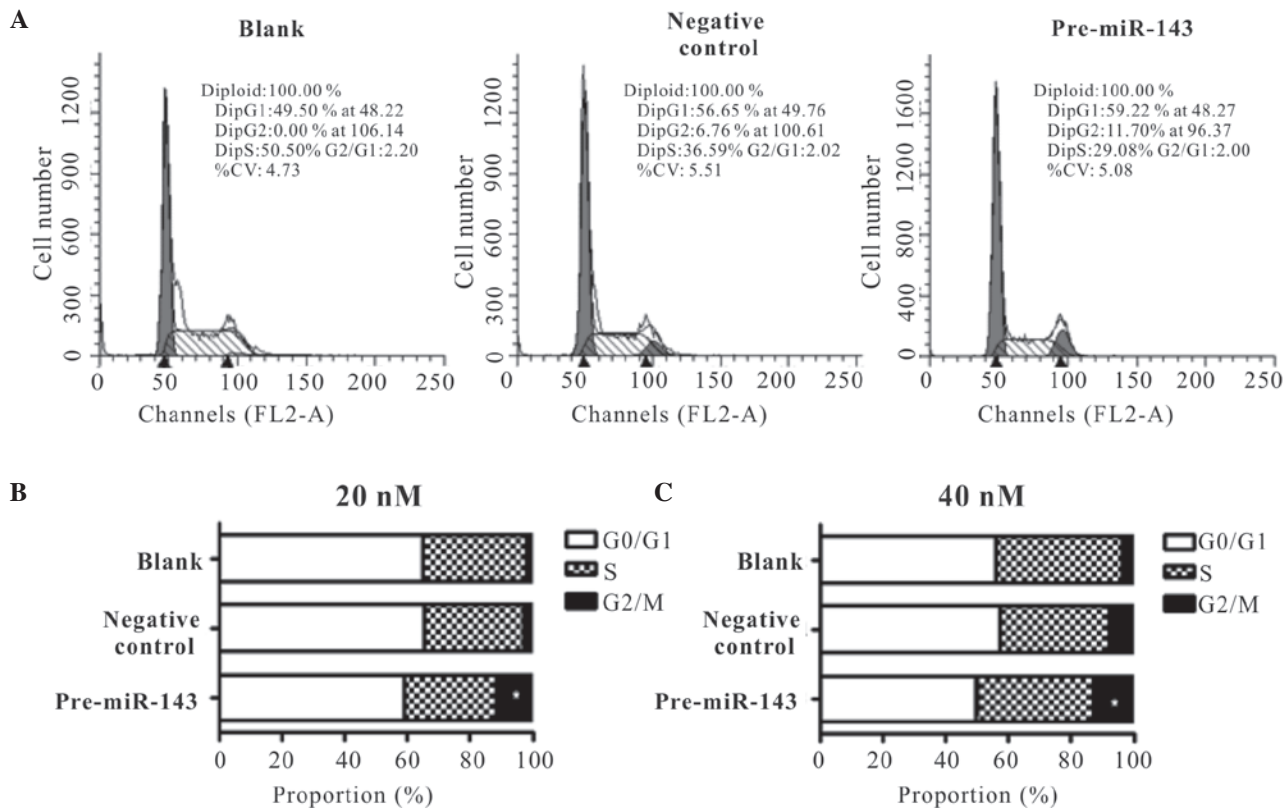 A
Blank
Negative
control
Pre-miR-143
Cell number
1200
900
600
300
0
Diploid:100.00 %
DipG1:49.50 % at 48.22
DipG2:0.00 % at 106.14
DipS:50.50% G2/G1:2.20
%CV: 4.73
0 50 100 150 200 250
Channels (FL2-A)
Cell number
1200
900
600
300
0
Diploid:100.00 %
DipG1:56.65 % at 49.76
DipG2:6.76 % at 100.61
DipS:36.59% G2/G1:2.02
%CV: 5.51
0 50 100 150 200 250
Channels (FL2-A)
Cell number
1600
1200
800
400
0
Diploid:100.00 %
DipG1:59.22 % at 48.27
DipG2:11.70% at 96.37
DipS:29.08% G2/G1:2.00
%CV: 5.08
0 50 100 150 200 250
Channels (FL2-A)
B
20 nM
Blank
Negative
control
Pre-miR-143
*
G0/G1
S
G2/M
0 20 40 60 80 100
Proportion (%)
C
40 nM
Blank
Negative
control
Pre-miR-143
*
G0/G1
S
G2/M
0 20 40 60 80 100
Proportion (%)